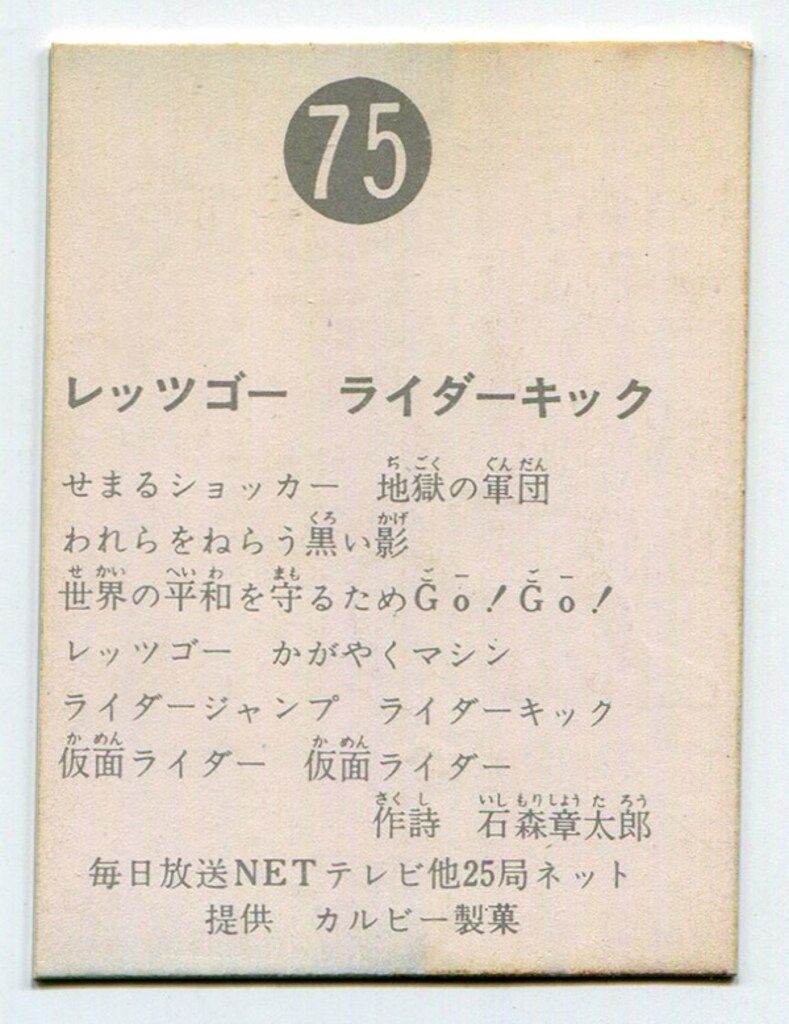 75
レッツゴー　ライダーキック
せまるショッカー　地獄の軍団
われらをねらう黒い影
世界の平和を守るためGo!Go!
レッツゴー　かがやくマシン
ライダージャンプ　ライダーキック
仮面ライダー　仮面ライダー
作詩　石森章太郎
毎日放送NETテレビ他25局ネット
提供　カルビー製菓